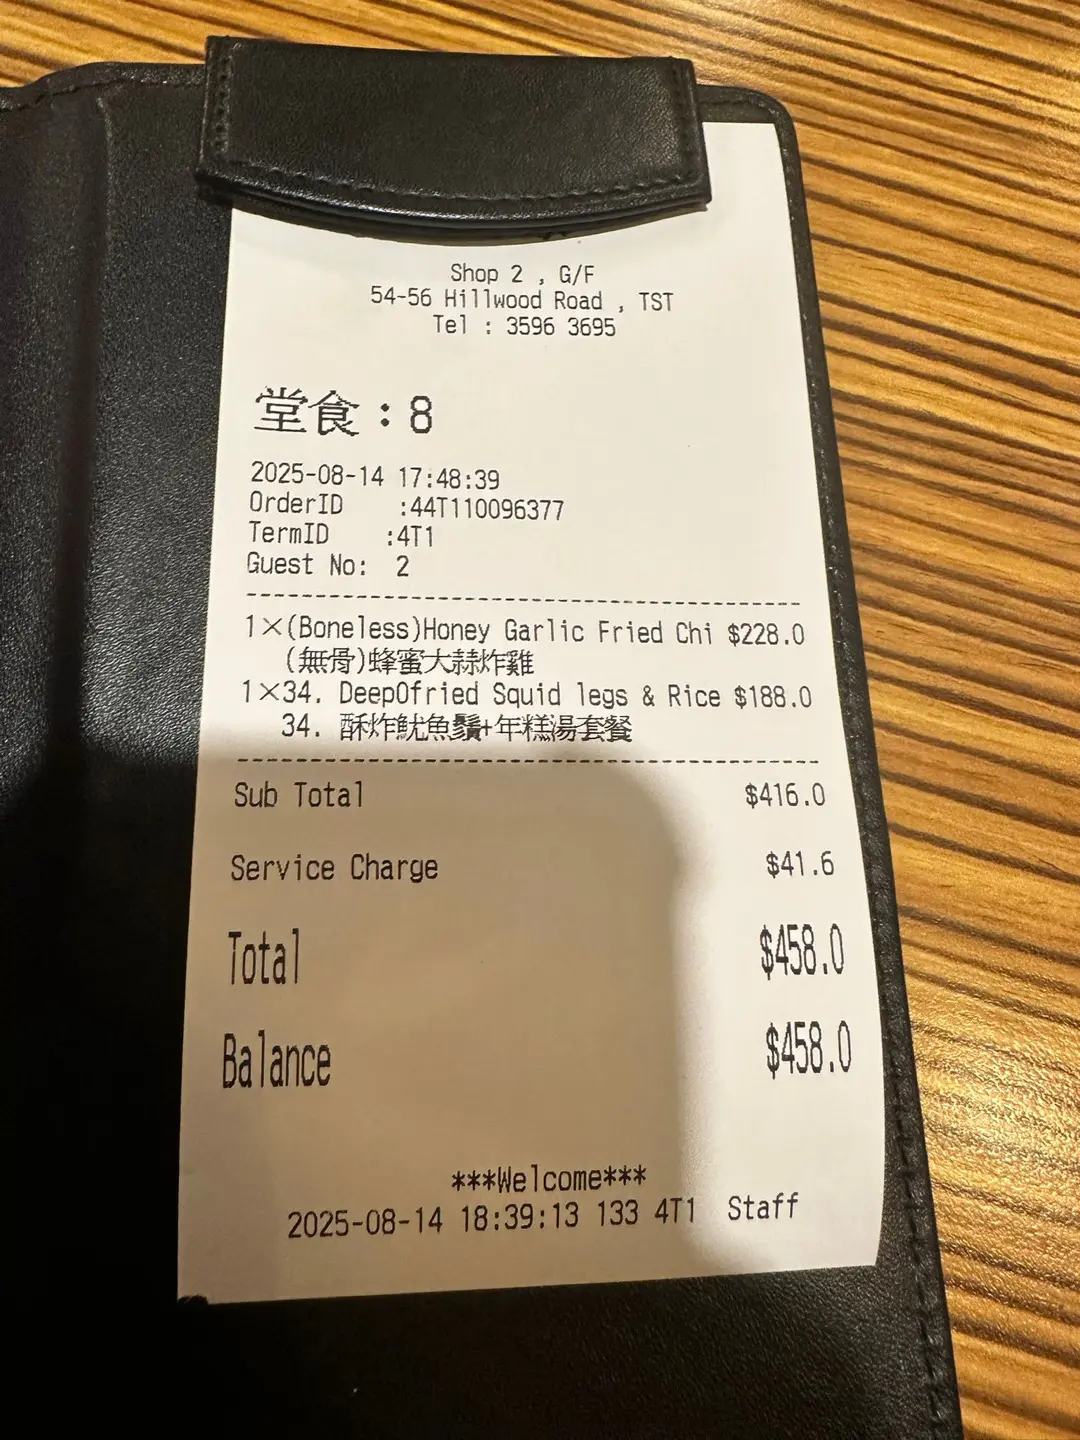 Shop 2 , G/F
54-56 Hillwood Road , TST
Tel : 3596 3695
堂食：8
2025-08-14 17:48:39
OrderID :44T110096377
TermID :4T1
Guest No: 2
1×(Boneless)Honey Garlic Fried Chi $228.0
(無骨)蜂蜜大蒜炸雞
1×34. DeepOfried Squid legs & Rice $188.0
34. 酥炸魷魚鬚+年糕湯套餐
Sub Total $416.0
Service Charge $41.6
Total $458.0
Balance $458.0
***Welcome***
2025-08-14 18:39:13 133 4T1 Staff